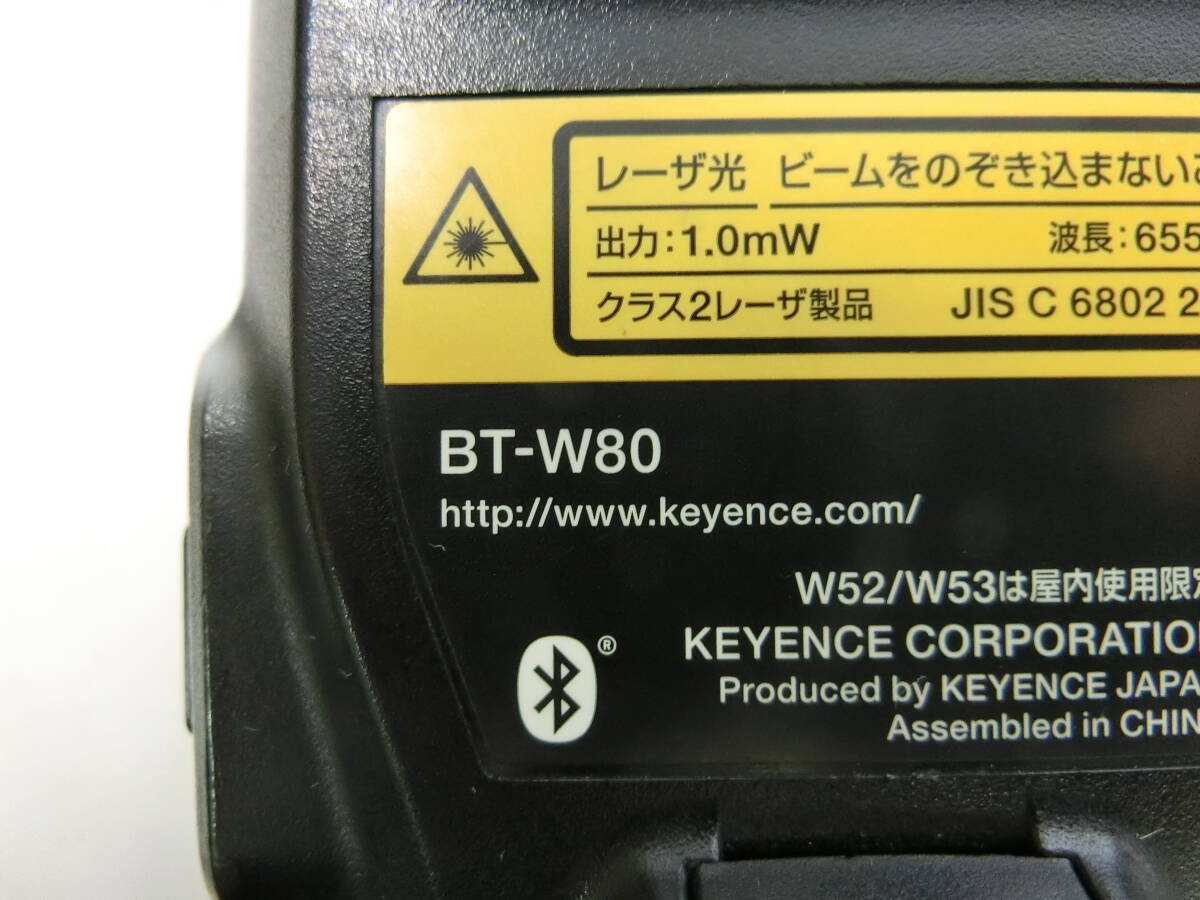 レーザ光 ビームをのぞき込まない
出力:1.0mW 波長:655
クラス2レーザ製品 JIS C 6802 2
BT-W80
http://www.keyence.com/
W52/W53は屋内使用限
®
KEYENCE CORPORATION
Produced by KEYENCE JAPA
Assembled in CHIN